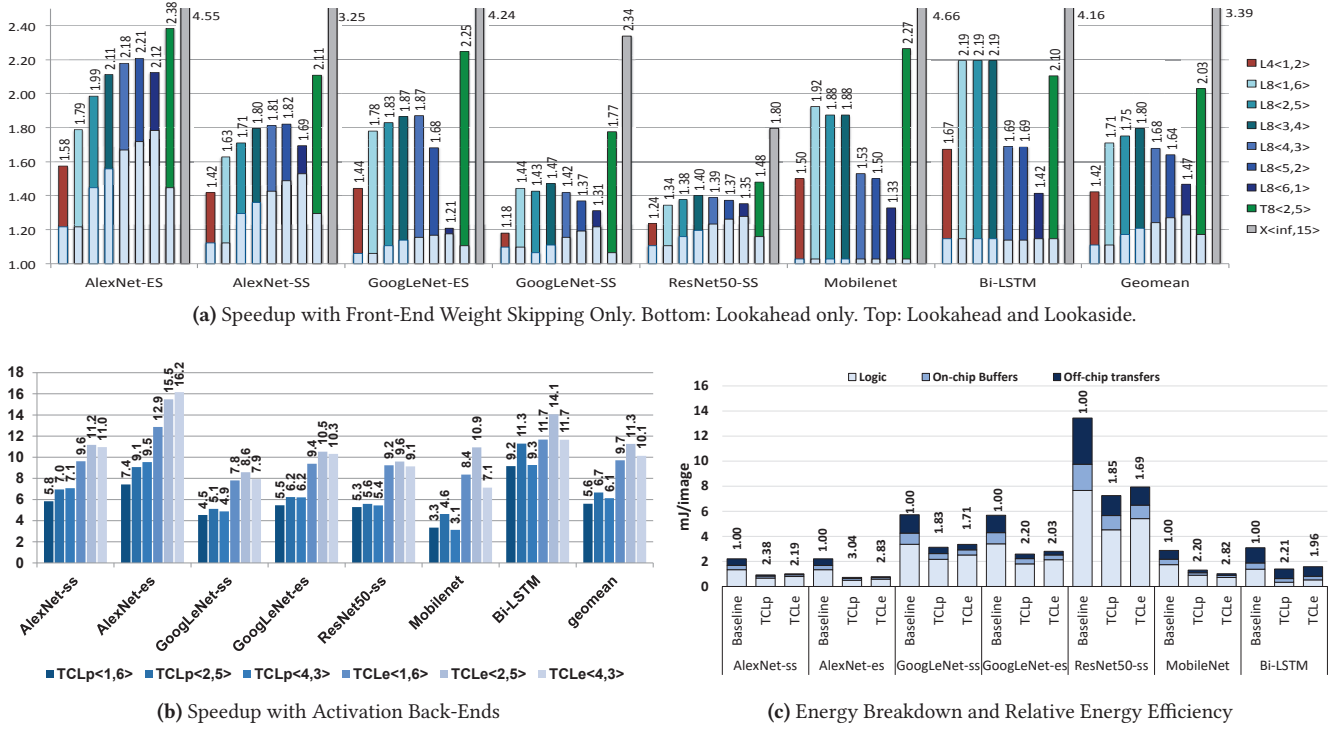 4.55
3.25
4.24
4.66
4.16
3.39
2.40
2.20
2.00
1.80
1.60
1.40
1.20
1.00
1.58 1.79 1.99 2.11 2.18 2.21 2.12 2.38
1.42 1.63 1.71 1.80 1.81 1.82 1.69 2.11
1.44 1.78 1.83 1.87 1.87 1.68 1.21 2.25
1.18 1.44 1.43 1.47 1.42 1.37 1.31 1.77 2.34
1.24 1.34 1.38 1.40 1.39 1.37 1.35 1.48 1.80
1.50 1.92 1.88 1.88 1.53 1.50 1.33 2.27
1.67 2.19 2.19 2.19 1.69 1.69 1.42 2.10
1.42 1.71 1.75 1.80 1.68 1.64 1.47 2.03
AlexNet-ES AlexNet-SS GoogLeNet-ES GoogLeNet-SS ResNet50-SS Mobilenet Bi-LSTM Geomean
L4<1,2>
L8<1,6>
L8<2,5>
L8<3,4>
L8<4,3>
L8<5,2>
L8<6,1>
T8<2,5>
X<inf,15>
(a) Speedup with Front-End Weight Skipping Only. Bottom: Lookahead only. Top: Lookahead and Lookaside.
18
16
14
12
10
8
6
4
2
0
5.8 7.0 7.1 9.6 11.2 11.0
7.4 9.1 9.5 12.9 15.5 16.2
4.5 5.1 4.9 7.8 8.6 7.9
5.5 6.2 6.2 9.4 10.5 10.3
5.3 5.6 5.4 9.2 9.6 9.1
3.3 4.6 3.1 8.4 10.9 7.1
9.2 11.3 9.3 11.7 14.1 11.7
5.6 6.7 6.1 9.7 11.3 10.1
AlexNet-ss AlexNet-es GoogLeNet-ss GoogLeNet-es ResNet50-ss Mobilenet Bi-LSTM geomean
TCLp<1,6> TCLp<2,5> TCLp<4,3> TCLe<1,6> TCLe<2,5> TCLe<4,3>
(b) Speedup with Activation Back-Ends
Logic On-chip Buffers Off-chip transfers
mJ/image
16
14
12
10
8
6
4
2
0
1.00 2.38 2.19
1.00 3.04 2.83
1.00 1.83 1.71
1.00 2.20 2.03
1.00 1.85 1.69
1.00 2.20 2.82
1.00 2.21 1.96
Baseline TCLp TCLe Baseline TCLp TCLe Baseline TCLp TCLe Baseline TCLp TCLe Baseline TCLp TCLe Baseline TCLp TCLe Baseline TCLp TCLe
AlexNet-ss AlexNet-es GoogLeNet-ss GoogLeNet-es ResNet50-ss MobileNet Bi-LSTM
(c) Energy Breakdown and Relative Energy Efficiency